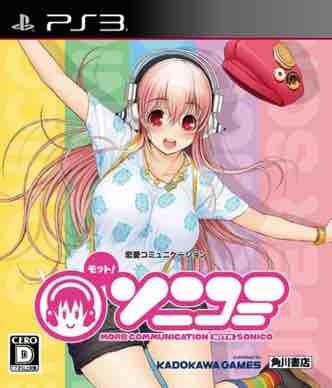 PS3
恋愛コミュニケーション
モット!
ソニコミ
MORE COMMUNICATION WITH SONICO
CERO
D
KADOKAWA GAMES
角川書店